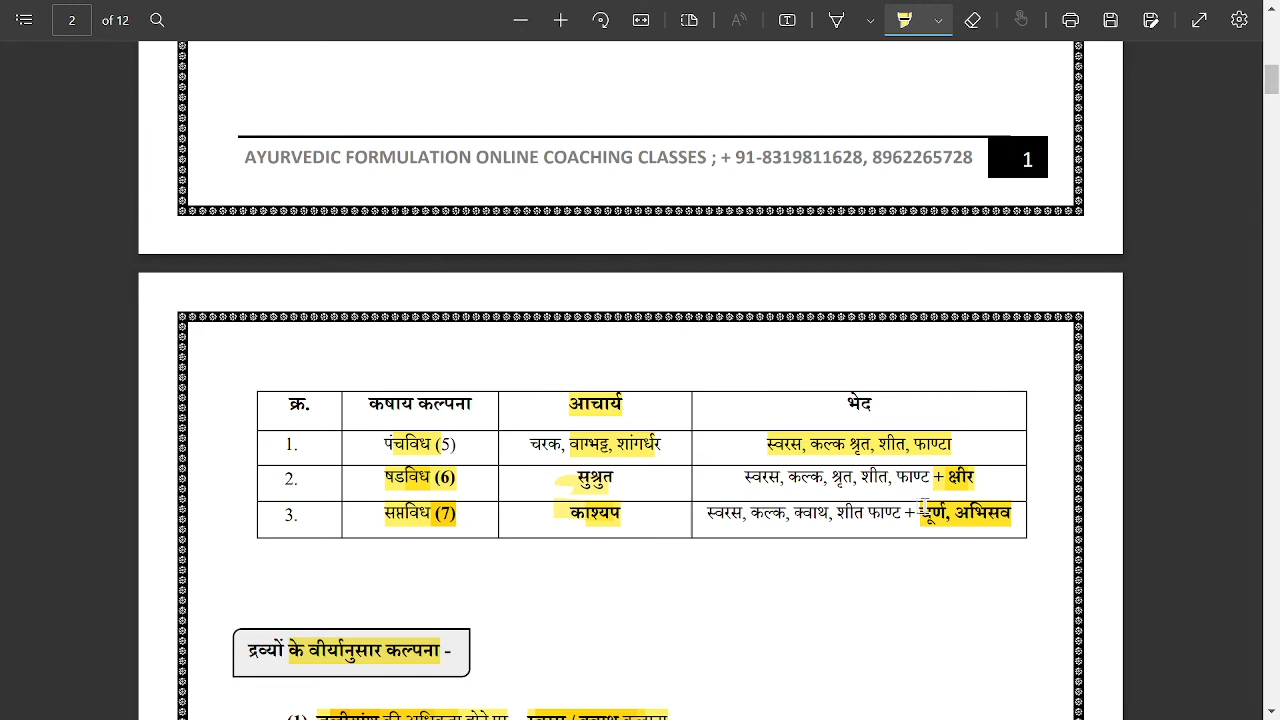 2 of 12
AYURVEDIC FORMULATION ONLINE COACHING CLASSES ; + 91-8319811628, 8962265728 1
क्र. कषाय कल्पना आचार्य भेद
1. पंचविध (5) चरक, वाग्भट्ट, शांगर्धर स्वरस, कल्क श्रृत, शीत, फाण्टा
2. षडविध (6) सुश्रुत स्वरस, कल्क, श्रृत, शीत, फाण्ट + क्षीर
3. सप्तविध (7) काश्यप स्वरस, कल्क, क्वाथ, शीत फाण्ट + चूर्ण, अभिसव
द्रव्यों के वीर्यानुसार कल्पना -
(1)